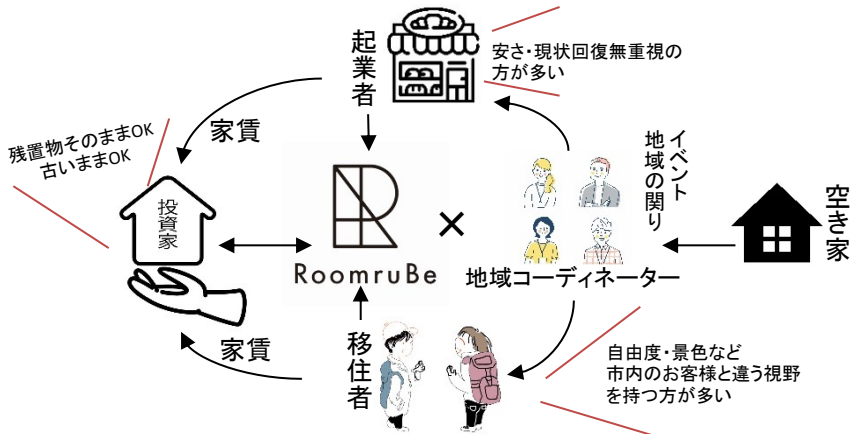 起業者
安さ・現状回復無重視の
方が多い
家賃
残置物そのままOK
古いままOK
投資家
RoomruBe
×
イベント
地域の関り
地域コーディネーター
空き家
家賃
移住者
自由度・景色など
市内のお客様と違う視野
を持つ方が多い